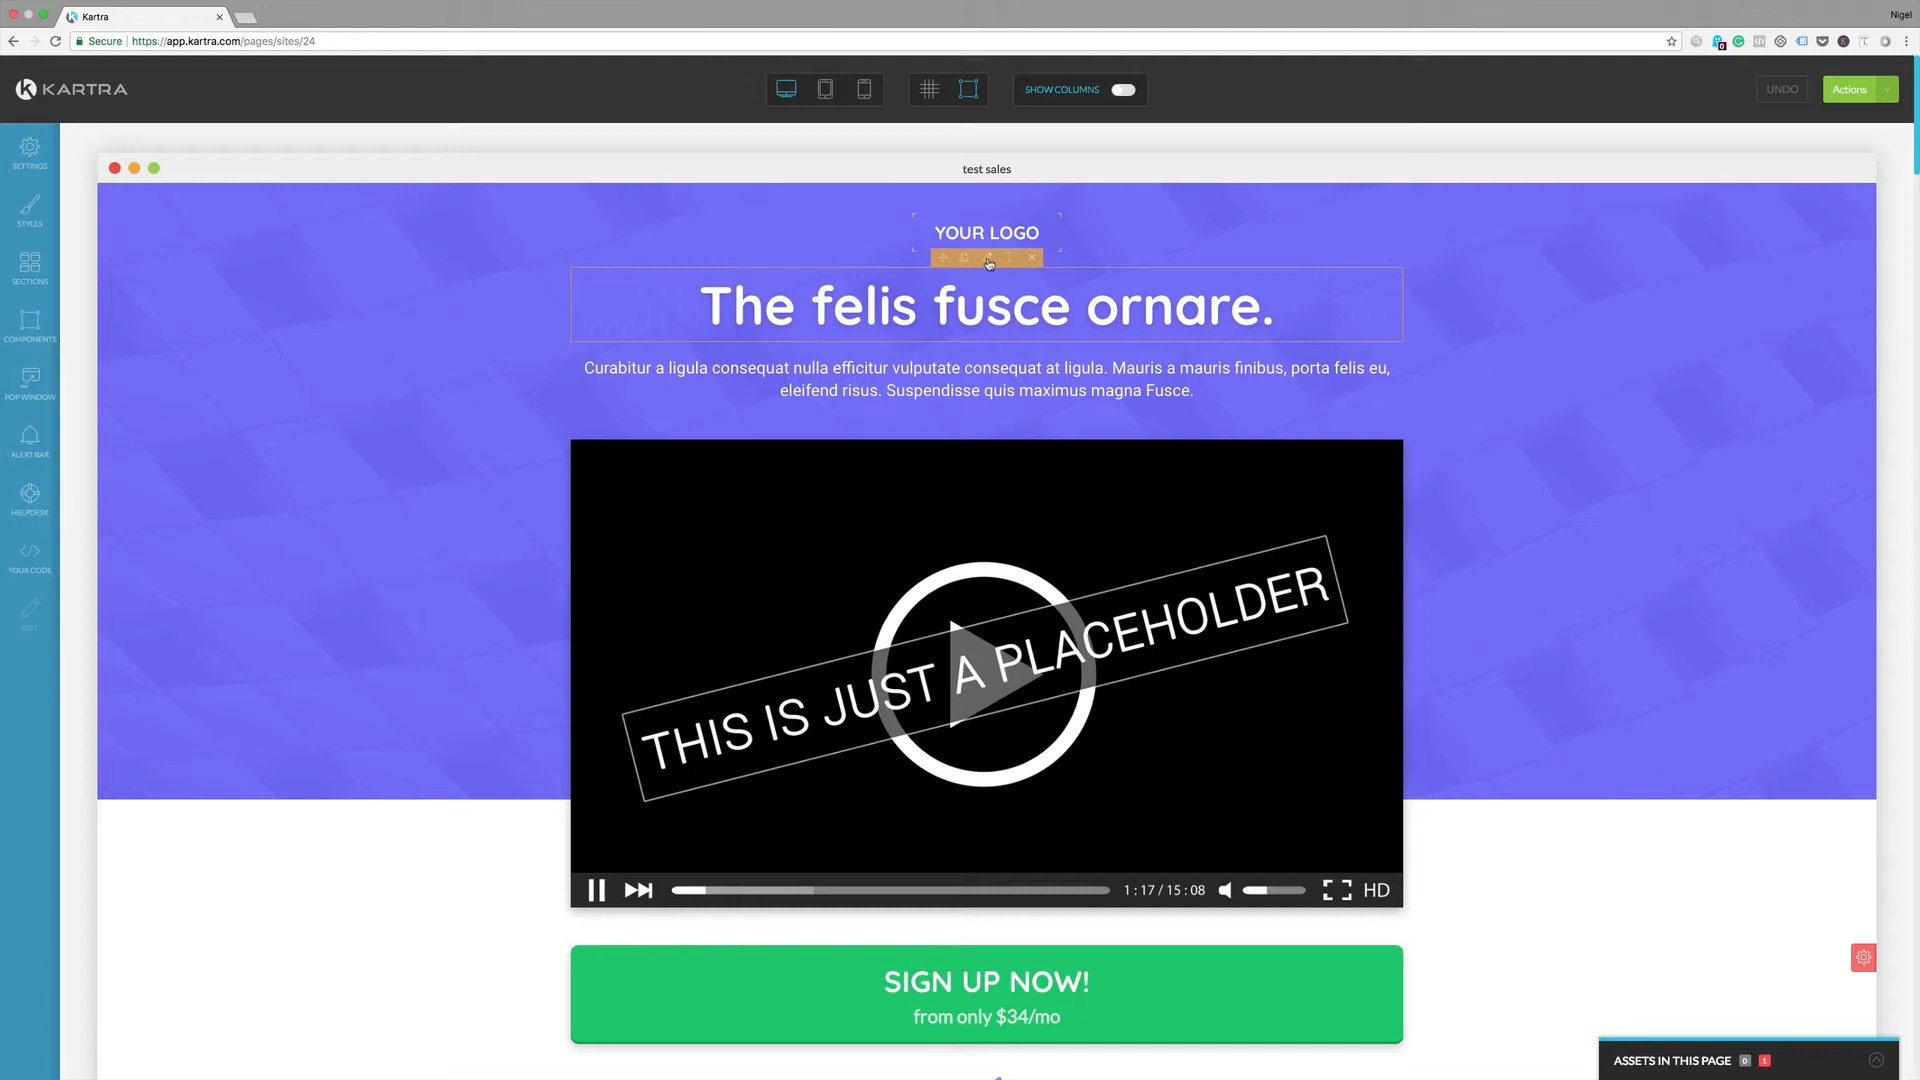 Kartra
Nigel
Secure https://app.kartra.com/pages/sites/24
KARTRA
SHOW COLUMNS
UNDO
Actions
SETTINGS
STYLES
SECTIONS
COMPONENTS
POP WINDOW
ALERT BAR
HELPDESK
YOUR CODE
EDIT
test sales
YOUR LOGO
The felis fusce ornare.
Curabitur a ligula consequat nulla efficitur vulputate consequat at ligula. Mauris a mauris finibus, porta felis eu,
eleifend risus. Suspendisse quis maximus magna Fusce.
THIS IS JUST A PLACEHOLDER
1:17 / 15:08
HD
SIGN UP NOW!
from only $34/mo
ASSETS IN THIS PAGE 0 1